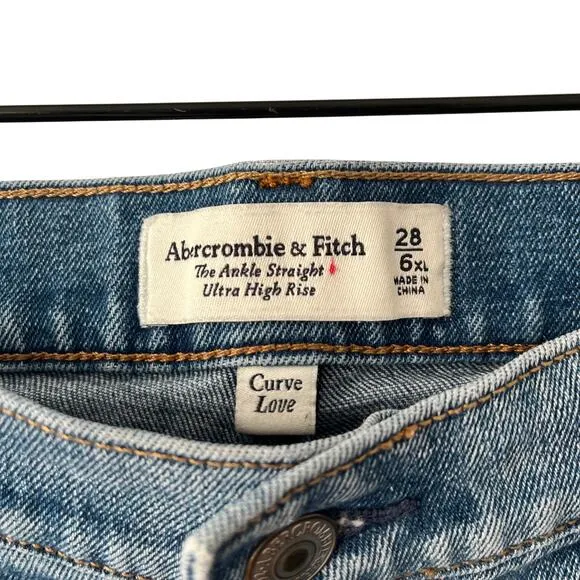 Abercrombie & Fitch
The Ankle Straight
Ultra High Rise
28
6XL
MADE IN
CHINA
Curve
Love